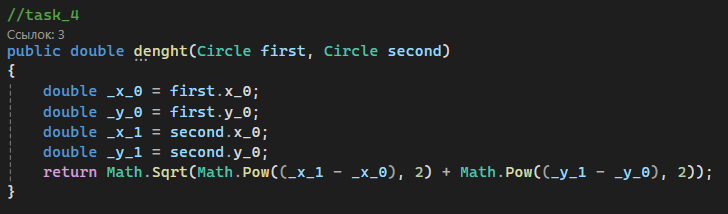 //task_4
Ссылок: 3
public double denght(Circle first, Circle second)
{
    double _x_0 = first.x_0;
    double _y_0 = first.y_0;
    double _x_1 = second.x_0;
    double _y_1 = second.y_0;
    return Math.Sqrt(Math.Pow((_x_1 - _x_0), 2) + Math.Pow((_y_1 - _y_0), 2));
}